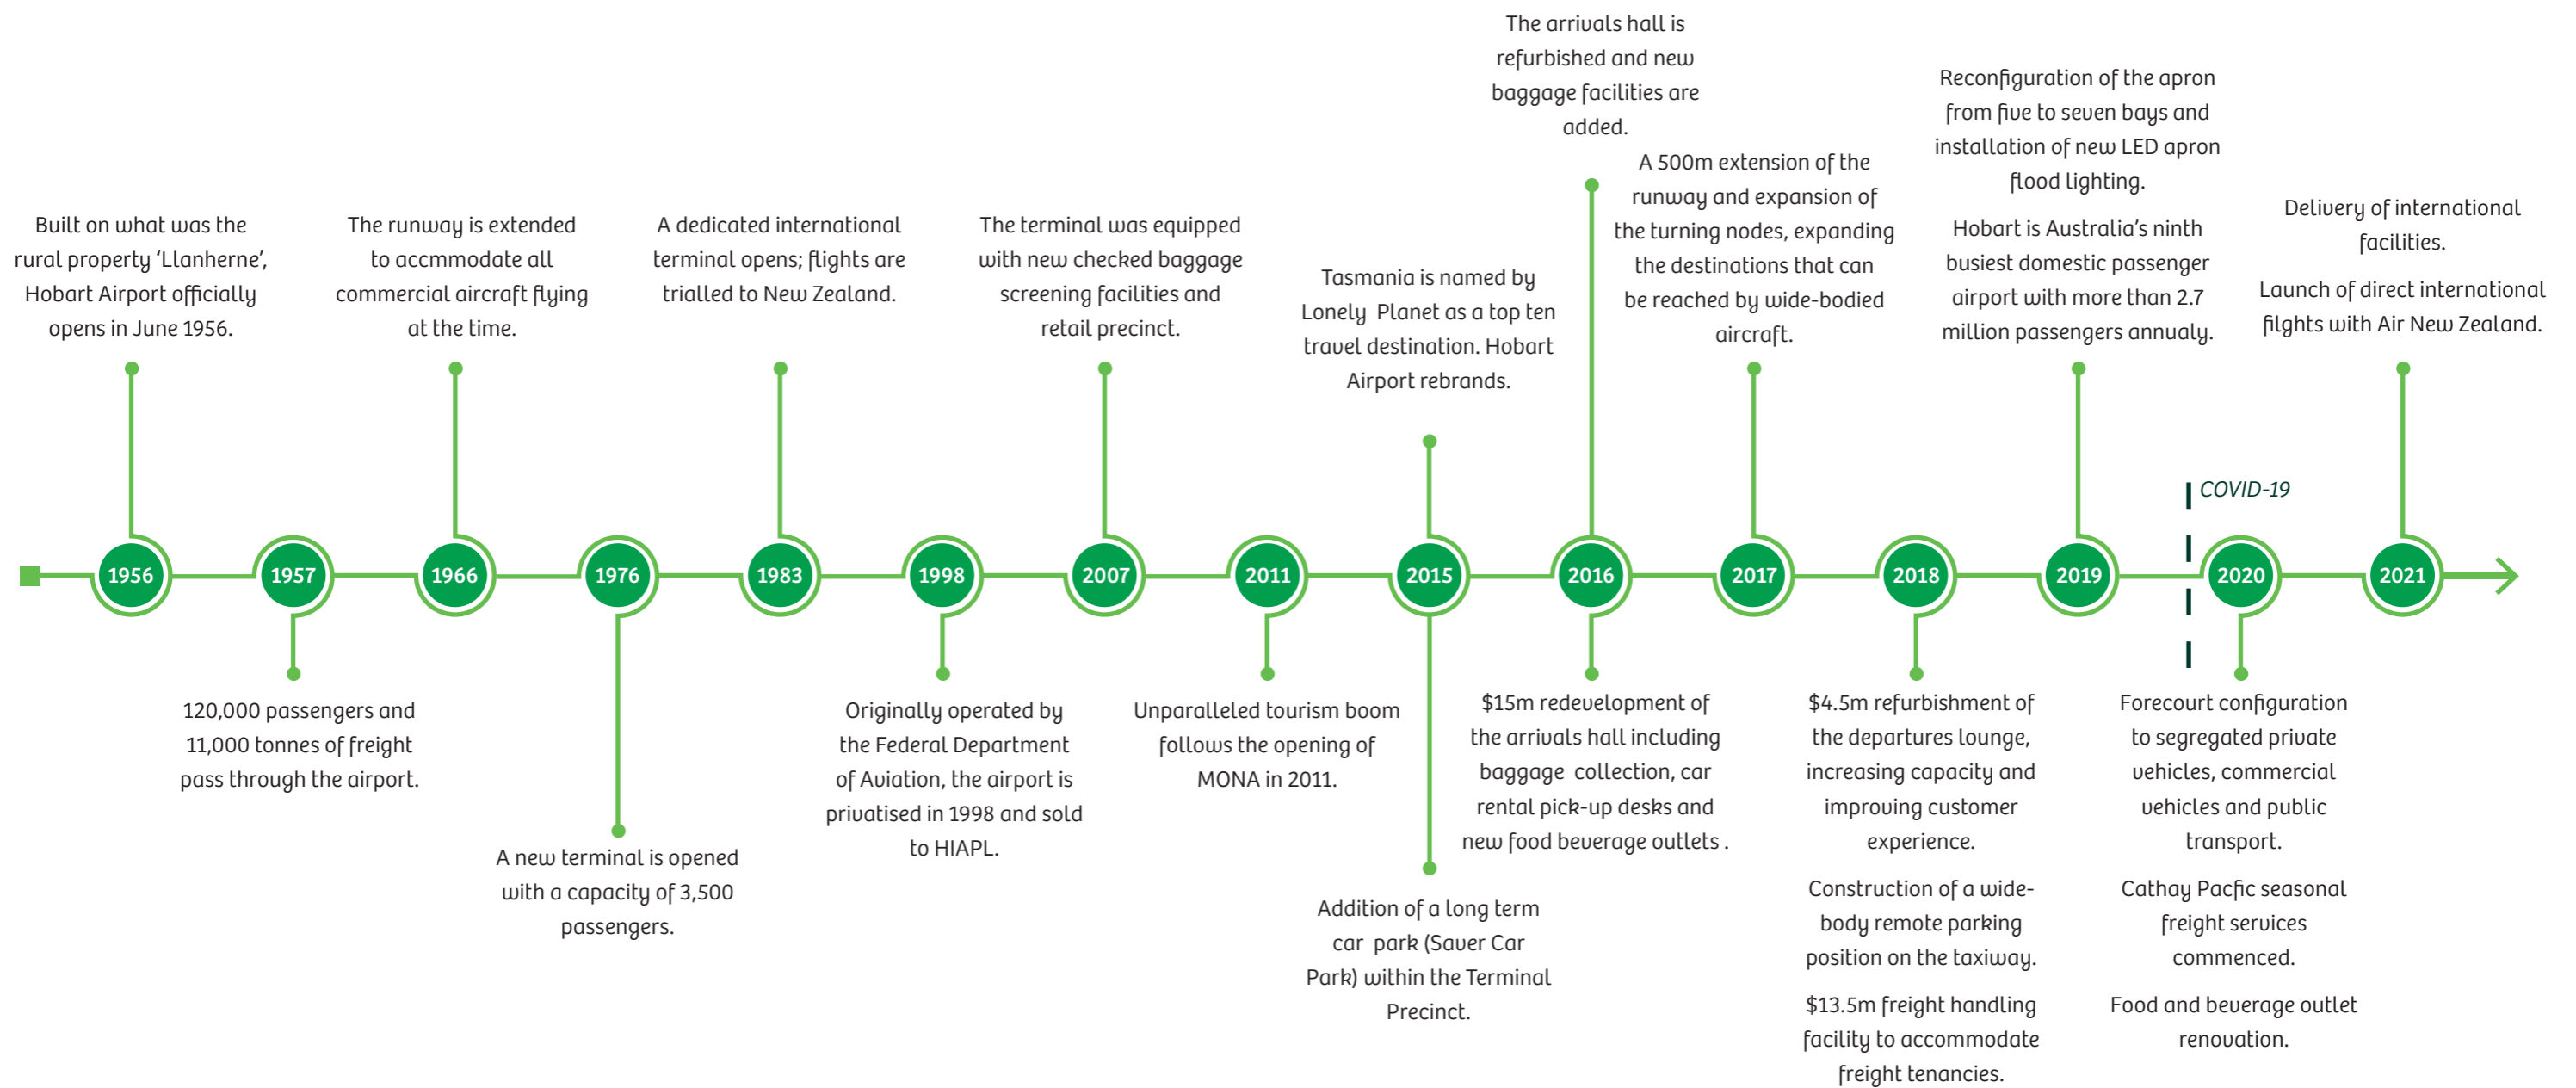 The arrivals hall is
refurbished and new
baggage facilities are
added.
Reconfiguration of the apron
from five to seven bays and
installation of new LED apron
flood lighting.
Hobart is Australia’s ninth
busiest domestic passenger
airport with more than 2.7
million passengers annualy.
A 500m extension of the
runway and expansion of
the turning nodes, expanding
the destinations that can
be reached by wide-bodied
aircraft.
Delivery of international
facilities.
Launch of direct international
filghts with Air New Zealand.
Built on what was the
rural property ‘Llanherne’,
Hobart Airport officially
opens in June 1956.
The runway is extended
to accmmodate all
commercial aircraft flying
at the time.
A dedicated international
terminal opens; flights are
trialled to New Zealand.
The terminal was equipped
with new checked baggage
screening facilities and
retail precinct.
Tasmania is named by
Lonely Planet as a top ten
travel destination. Hobart
Airport rebrands.
COVID-19
1956
1957
1966
1976
1983
1998
2007
2011
2015
2016
2017
2018
2019
2020
2021
120,000 passengers and
11,000 tonnes of freight
pass through the airport.
A new terminal is opened
with a capacity of 3,500
passengers.
Originally operated by
the Federal Department
of Aviation, the airport is
privatised in 1998 and sold
to HIAPL.
Unparalleled tourism boom
follows the opening of
MONA in 2011.
Addition of a long term
car park (Saver Car
Park) within the Terminal
Precinct.
$15m redevelopment of
the arrivals hall including
baggage collection, car
rental pick-up desks and
new food beverage outlets .
$4.5m refurbishment of
the departures lounge,
increasing capacity and
improving customer
experience.
Construction of a wide-
body remote parking
position on the taxiway.
$13.5m freight handling
facility to accommodate
freight tenancies.
Forecourt configuration
to segregated private
vehicles, commercial
vehicles and public
transport.
Cathay Pacfic seasonal
freight services
commenced.
Food and beverage outlet
renovation.